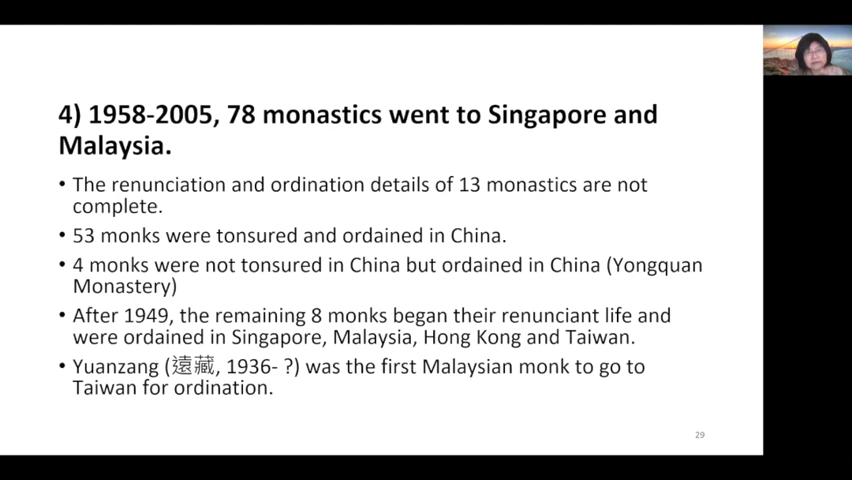 4) 1958-2005, 78 monastics went to Singapore and
Malaysia.
• The renunciation and ordination details of 13 monastics are not
complete.
• 53 monks were tonsured and ordained in China.
• 4 monks were not tonsured in China but ordained in China (Yongquan
Monastery)
• After 1949, the remaining 8 monks began their renunciant life and
were ordained in Singapore, Malaysia, Hong Kong and Taiwan.
• Yuanzang (遠藏, 1936- ?) was the first Malaysian monk to go to
Taiwan for ordination.
29